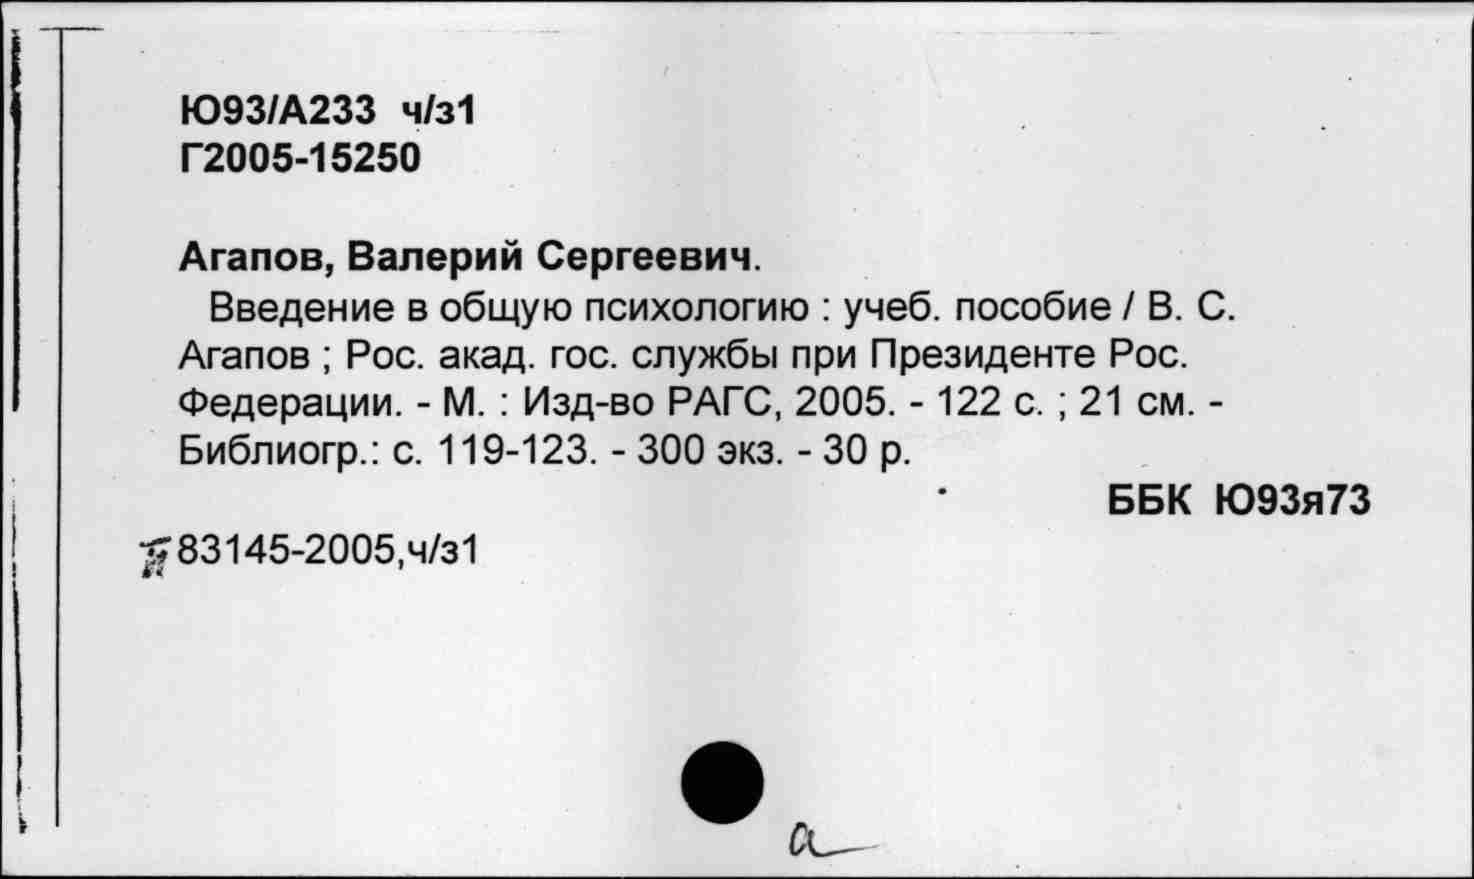 Ю93/А233 ч/з1
Г2005-15250
Агапов, Валерий Сергеевич.
Введение в общую психологию : учеб. пособие / В. С.
Агапов ; Рос. акад. гос. службы при Президенте Рос.
Федерации. - М. : Изд-во РАГС, 2005. - 122 с. ; 21 см. -
Библиогр.: с. 119-123. - 300 экз. - 30 р.
ББК Ю93я73
83145-2005,ч/з1
а